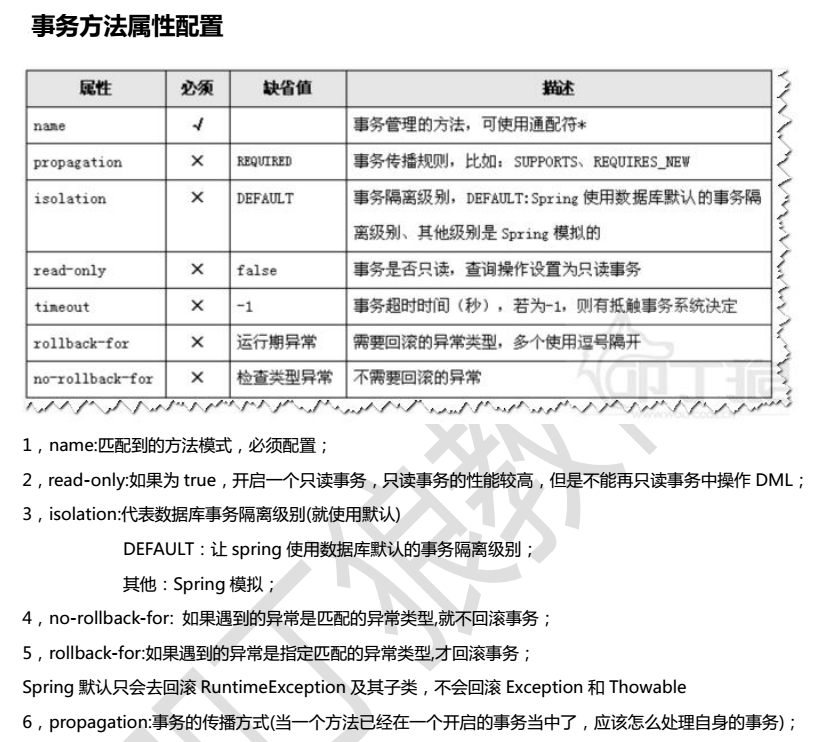 事务方法属性配置
属性 必须 缺省值 描述
name √ 事务管理的方法，可使用通配符*
propagation × REQUIRED 事务传播规则，比如：SUPPORTS、REQUIRES_NEW
isolation × DEFAULT 事务隔离级别，DEFAULT:Spring 使用数据库默认的事务隔
离级别、其他级别是 Spring 模拟的
read-only × false 事务是否只读，查询操作设置为只读事务
timeout × -1 事务超时时间（秒），若为-1，则有抵触事务系统决定
rollback-for × 运行期异常 需要回滚的异常类型，多个使用逗号隔开
no-rollback-for × 检查类型异常 不需要回滚的异常
叩丁狼
1，name:匹配到的方法模式，必须配置；
2，read-only:如果为 true，开启一个只读事务，只读事务的性能较高，但是不能再只读事务中操作 DML；
3，isolation:代表数据库事务隔离级别(就使用默认)
DEFAULT：让 spring 使用数据库默认的事务隔离级别；
其他：Spring 模拟；
4，no-rollback-for: 如果遇到的异常是匹配的异常类型,就不回滚事务；
5，rollback-for:如果遇到的异常是指定匹配的异常类型,才回滚事务；
Spring 默认只会去回滚 RuntimeException 及其子类，不会回滚 Exception 和 Thowable
6，propagation:事务的传播方式(当一个方法已经在一个开启的事务当中了，应该怎么处理自身的事务)；